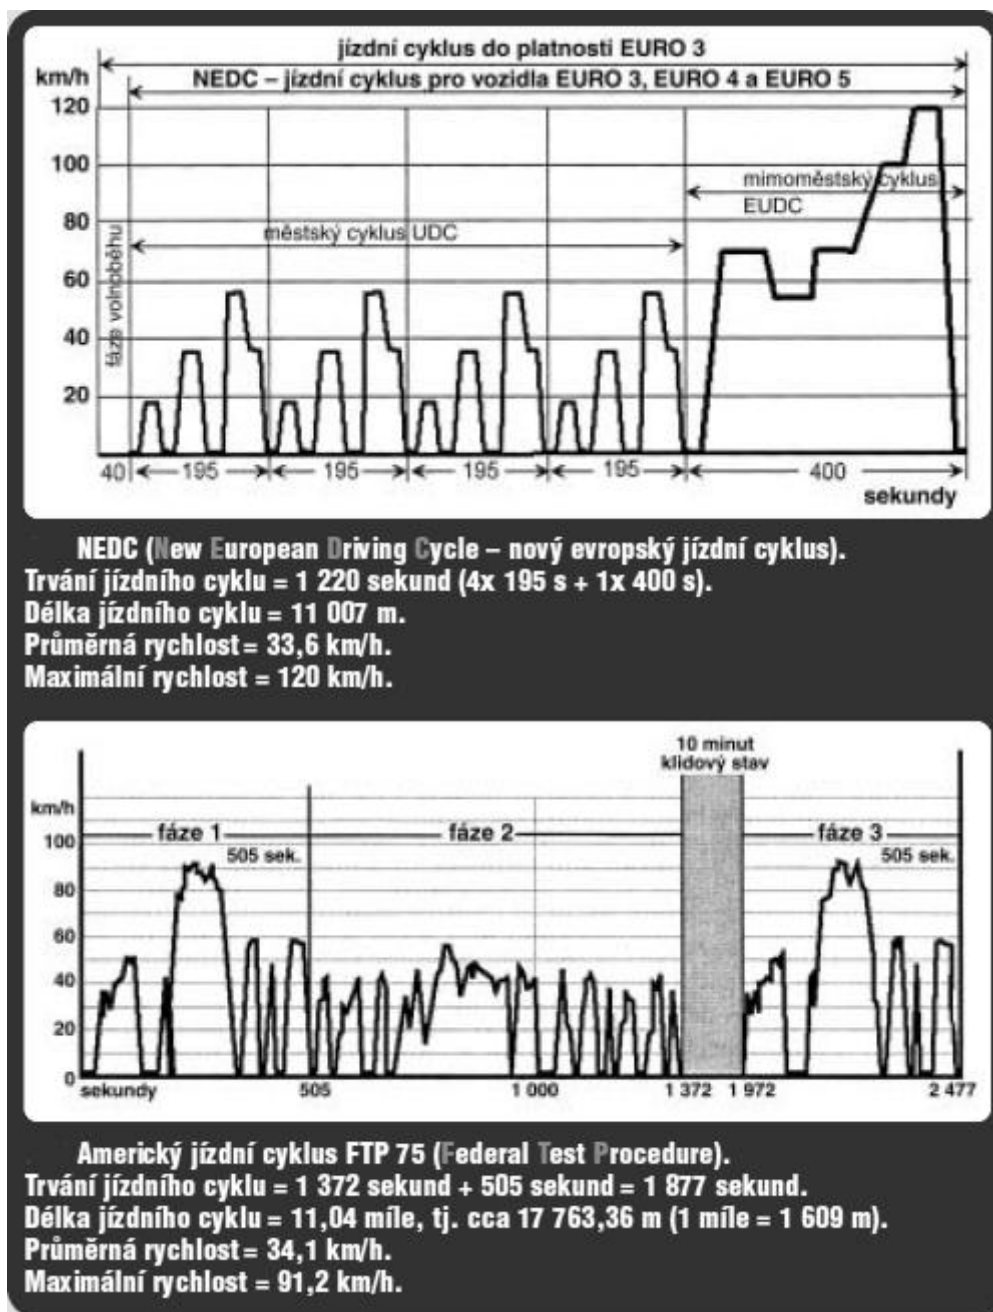 jízdní cyklus do platnosti EURO 3
km/h
NEDC – jízdní cyklus pro vozidla EURO 3, EURO 4 a EURO 5
120
100
80
60
40
20
fáze volnoběhu
městský cyklus UDC
mimoměstský cyklus
EUDC
40 195 195 195 195 400
sekundy
NEDC (New European Driving Cycle – nový evropský jízdní cyklus).
Trvání jízdního cyklu = 1 220 sekund (4x 195 s + 1x 400 s).
Délka jízdního cyklu = 11 007 m.
Průměrná rychlost = 33,6 km/h.
Maximální rychlost = 120 km/h.
10 minut
klidový stav
km/h
fáze 1 fáze 2 fáze 3
100
505 sek. 505 sek.
80
60
40
20
0
sekundy 505 1 000 1 372 1 972 2 477
Americký jízdní cyklus FTP 75 (Federal Test Procedure).
Trvání jízdního cyklu = 1 372 sekund + 505 sekund = 1 877 sekund.
Délka jízdního cyklu = 11,04 míle, tj. cca 17 763,36 m (1 míle = 1 609 m).
Průměrná rychlost = 34,1 km/h.
Maximální rychlost = 91,2 km/h.